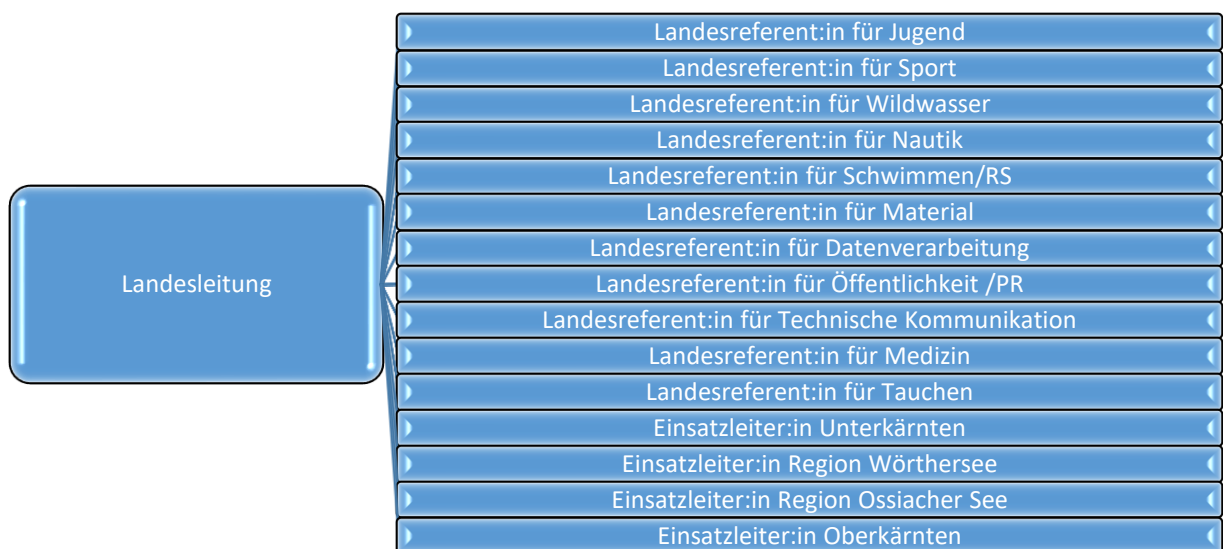 Landesleitung
Landesreferent:in für Jugend
Landesreferent:in für Sport
Landesreferent:in für Wildwasser
Landesreferent:in für Nautik
Landesreferent:in für Schwimmen/RS
Landesreferent:in für Material
Landesreferent:in für Datenverarbeitung
Landesreferent:in für Öffentlichkeit /PR
Landesreferent:in für Technische Kommunikation
Landesreferent:in für Medizin
Landesreferent:in für Tauchen
Einsatzleiter:in Unterkärnten
Einsatzleiter:in Region Wörthersee
Einsatzleiter:in Region Ossiacher See
Einsatzleiter:in Oberkärnten